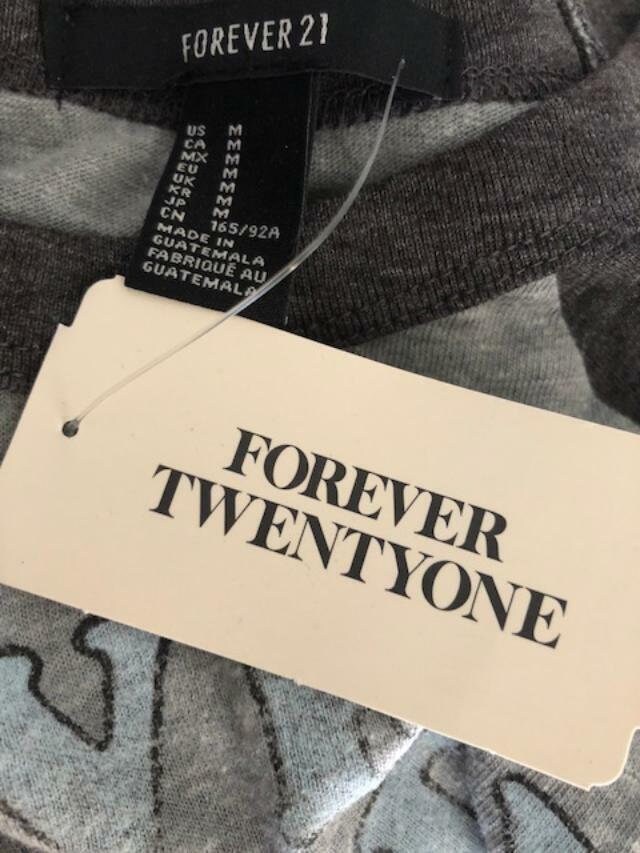 FOREVER 21
US M
CA M
MX M
EU M
UK M
KR M
JP M
CN 165/92A
MADE IN
GUATEMALA
FABRIQUÉ AU
GUATEMALA
FOREVER
TWENTYONE